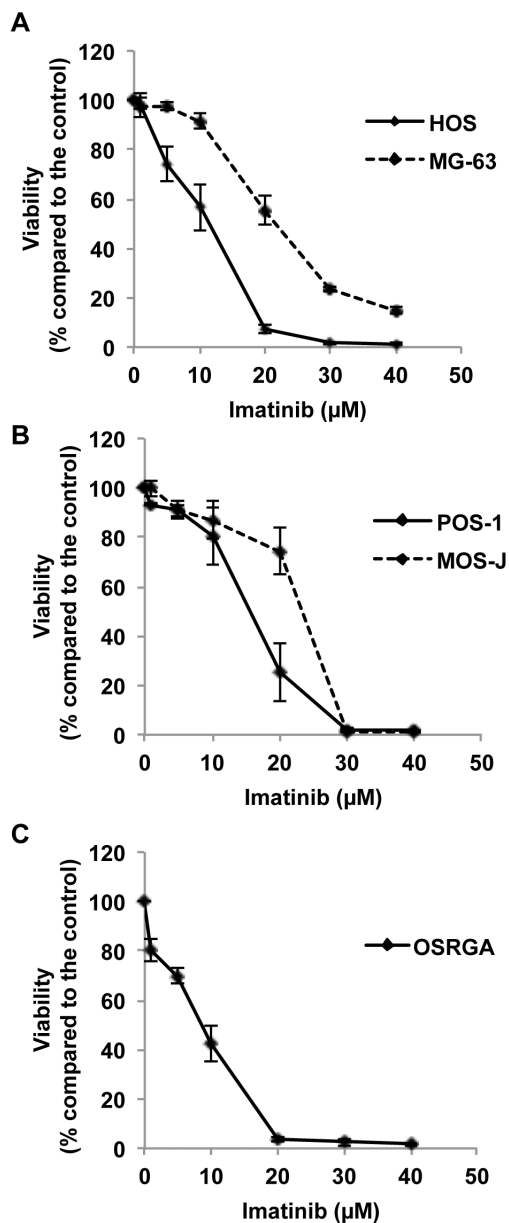 A
Viability
(% compared to the control)
120
100
80
60
40
20
0
0 10 20 30 40 50
Imatinib (µM)
HOS
MG-63
B
Viability
(% compared to the control)
120
100
80
60
40
20
0
0 10 20 30 40 50
Imatinib (µM)
POS-1
MOS-J
C
Viability
(% compared to the control)
120
100
80
60
40
20
0
0 10 20 30 40 50
Imatinib (µM)
OSRGA